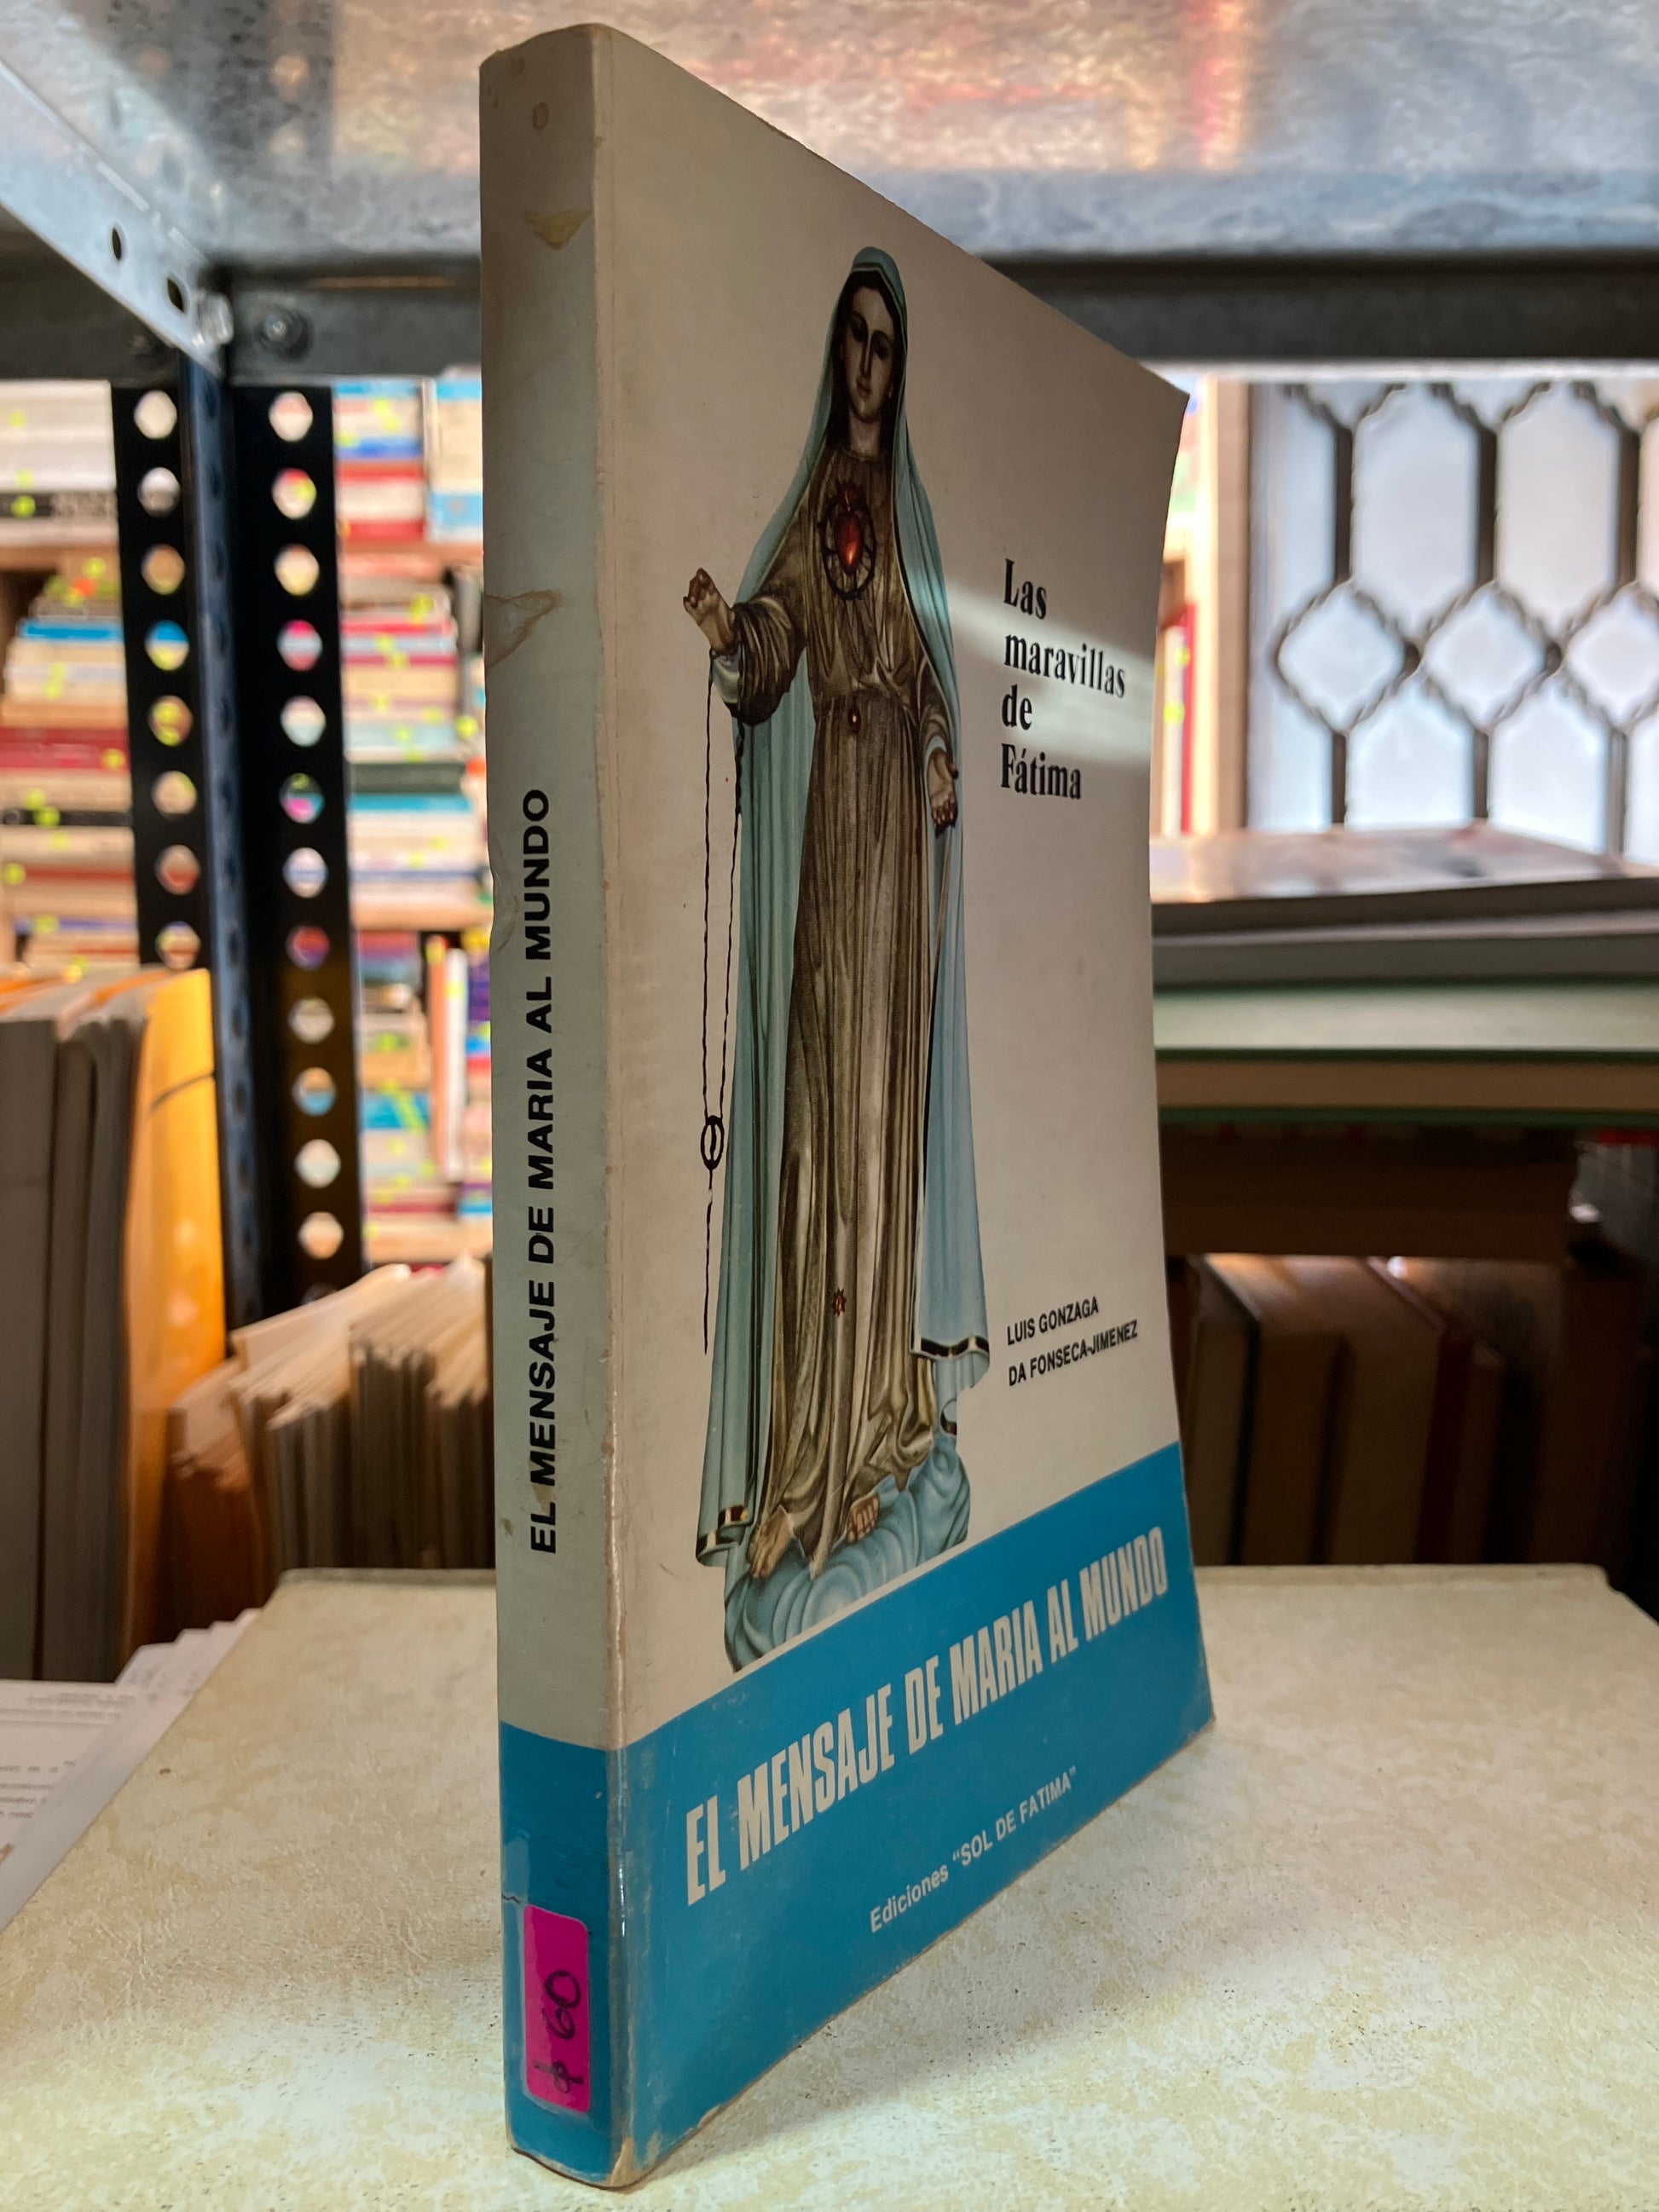 EL MENSAJE DE MARIA AL MUNDO
$ 60
Las
maravillas
de
Fátima
LUIS GONZAGA
DA FONSECA-JIMENEZ
EL MENSAJE DE MARIA AL MUNDO
Ediciones "SOL DE FATIMA"